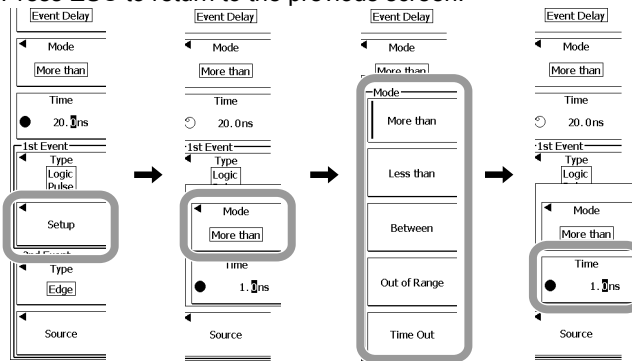 Press ESC to return to the previous screen.
Event Delay
Mode
More than
Time
20.0ns
1st Event
Type
Logic
Pulse
Setup
2nd Event
Type
Edge
Source
Event Delay
Mode
More than
Time
20.0ns
1st Event
Type
Logic
Mode
More than
Time
1.0ns
Source
Event Delay
Mode
More than
Mode
More than
Less than
Between
Out of Range
Time Out
Event Delay
Mode
More than
Time
20.0ns
1st Event
Type
Logic
Mode
More than
Time
1.0ns
Source